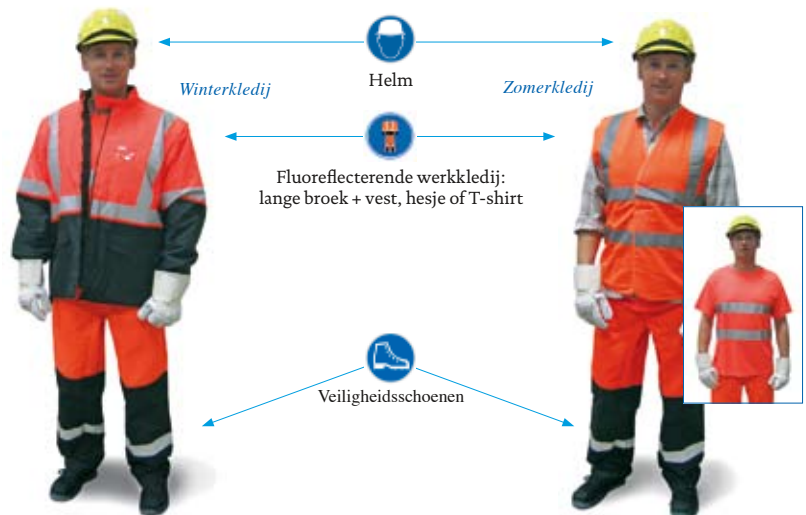 Helm
Winterkledij
Zomerkledij
Fluoreflecterende werkkledij:
lange broek + vest, hesje of T-shirt
Veiligheidsschoenen